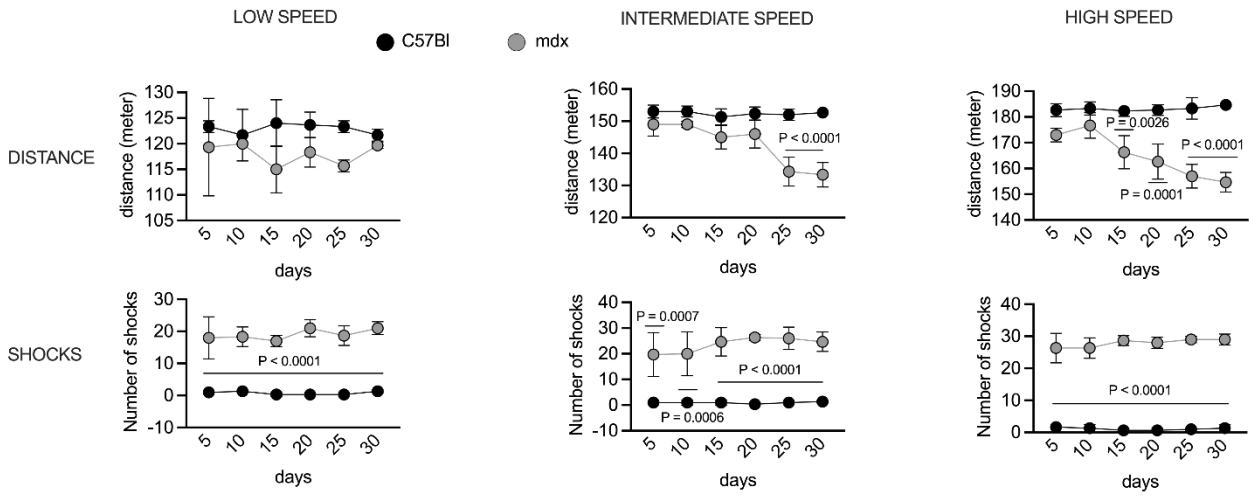 LOW SPEED
INTERMEDIATE SPEED
HIGH SPEED
C57Bl
mdx
DISTANCE
distance (meter)
130
125
120
115
110
105
5
10
15
20
25
30
days
distance (meter)
160
150
140
130
120
P < 0.0001
5
10
15
20
25
30
days
distance (meter)
190
180
170
160
150
140
P = 0.0026
P < 0.0001
P = 0.0001
5
10
15
20
25
30
days
SHOCKS
Number of shocks
30
20
10
0
-10
P < 0.0001
5
10
15
20
25
30
days
Number of shocks
40
30
20
10
0
-10
P = 0.0007
P < 0.0001
P = 0.0006
5
10
15
20
25
30
days
Number of shocks
40
30
20
10
0
P < 0.0001
5
10
15
20
25
30
days